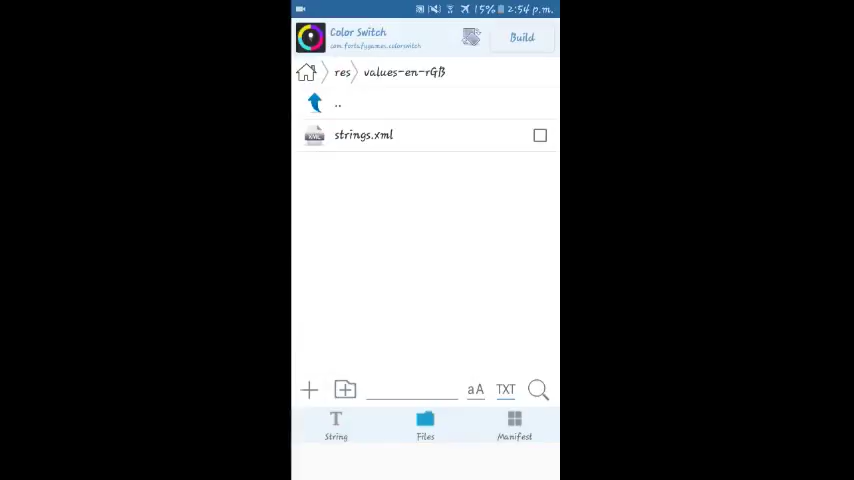 15% 2:54 p.m.
Color Switch
com.fortafygames.colorswitch
Build
res
values-en-rGB
..
XML
strings.xml
aA
TXT
T
String
Files
Manifest